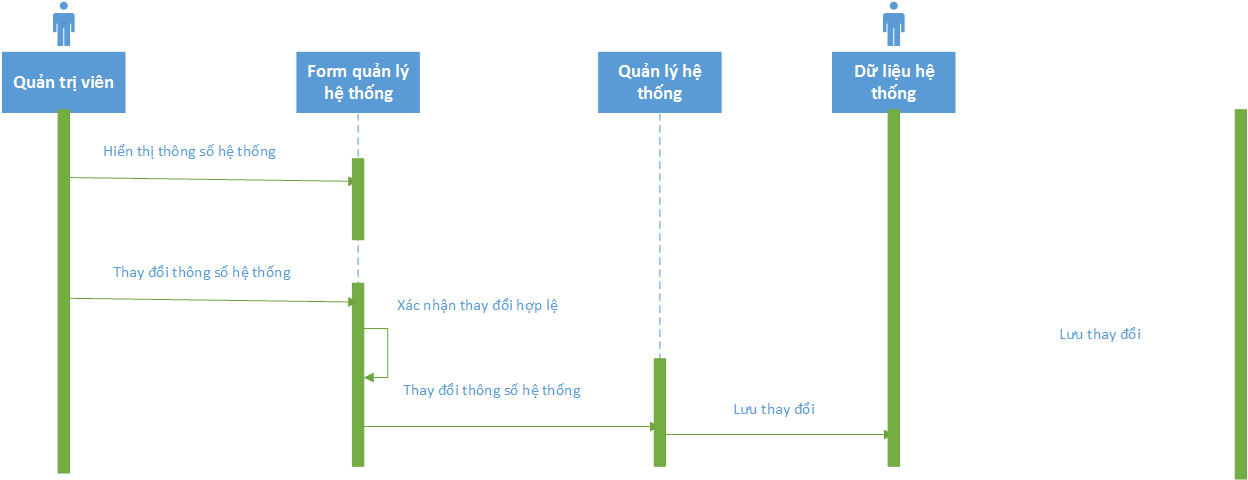 Quản trị viên
Form quản lý
hệ thống
Quản lý hệ
thống
Dữ liệu hệ
thống
Hiển thị thông số hệ thống
Thay đổi thông số hệ thống
Xác nhận thay đổi hợp lệ
Lưu thay đổi
Thay đổi thông số hệ thống
Lưu thay đổi